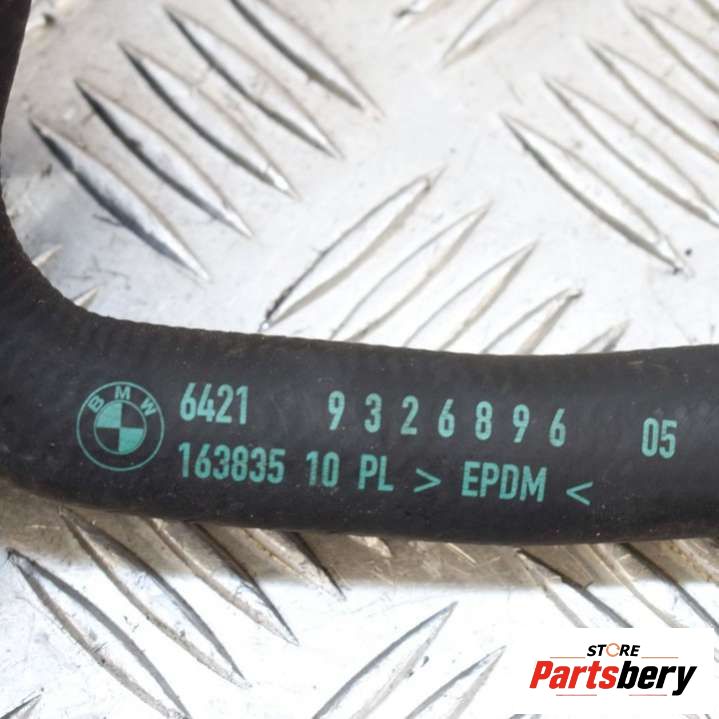 BMW
6421 9326896 05
163835 10 PL > EPDM <
STORE
Partsbery